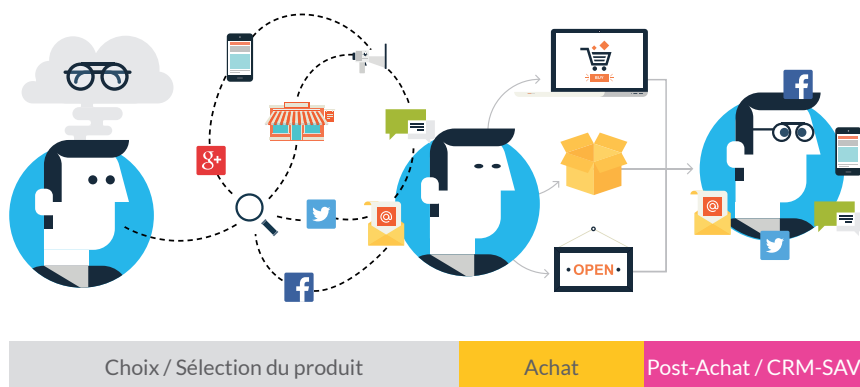 BUY
g+
@
OPEN
f
@
f
Choix / Sélection du produit
Achat
Post-Achat / CRM-SAV